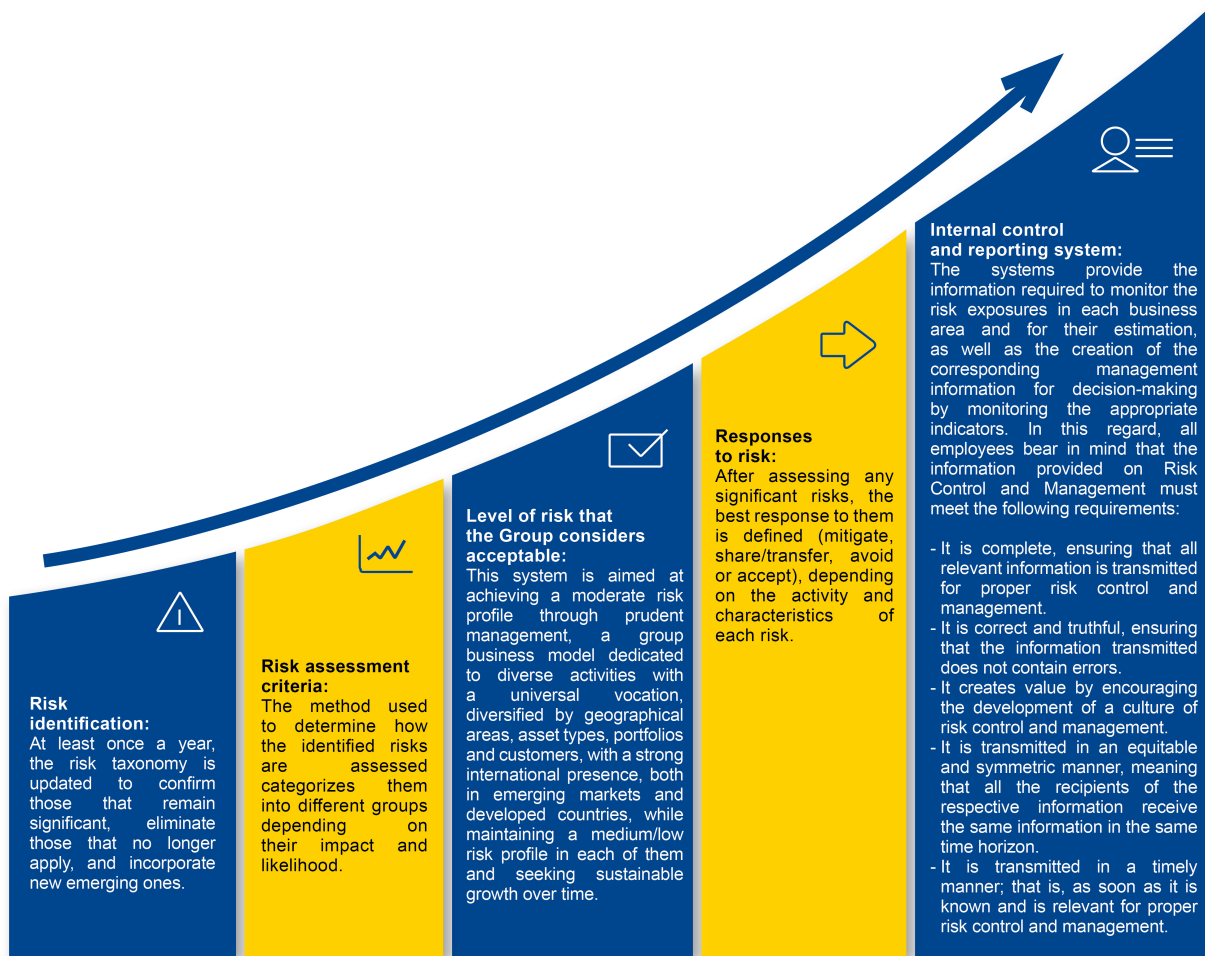 Risk
identification:
At least once a year,
the risk taxonomy is
updated to confirm
those that remain
significant, eliminate
those that no longer
apply, and incorporate
new emerging ones.
Risk assessment
criteria:
The method used
to determine how
the identified risks
are assessed
categorizes them
into different groups
depending on
their impact and
likelihood.
Level of risk that
the Group considers
acceptable:
This system is aimed at
achieving a moderate risk
profile through prudent
management, a group
business model dedicated
to diverse activities with
a universal vocation,
diversified by geographical
areas, asset types, portfolios
and customers, with a strong
international presence, both
in emerging markets and
developed countries, while
maintaining a medium/low
risk profile in each of them
and seeking sustainable
growth over time.
Responses
to risk:
After assessing any
significant risks, the
best response to them
is defined (mitigate,
share/transfer, avoid
or accept), depending
on the activity and
characteristics of
each risk.
Internal control
and reporting system:
The systems provide the
information required to monitor the
risk exposures in each business
area and for their estimation,
as well as the creation of the
corresponding management
information for decision-making
by monitoring the appropriate
indicators. In this regard, all
employees bear in mind that the
information provided on Risk
Control and Management must
meet the following requirements:
- It is complete, ensuring that all
relevant information is transmitted
for proper risk control and
management.
- It is correct and truthful, ensuring
that the information transmitted
does not contain errors.
- It creates value by encouraging
the development of a culture of
risk control and management.
- It is transmitted in an equitable
and symmetric manner, meaning
that all the recipients of the
respective information receive
the same information in the same
time horizon.
- It is transmitted in a timely
manner; that is, as soon as it is
known and is relevant for proper
risk control and management.